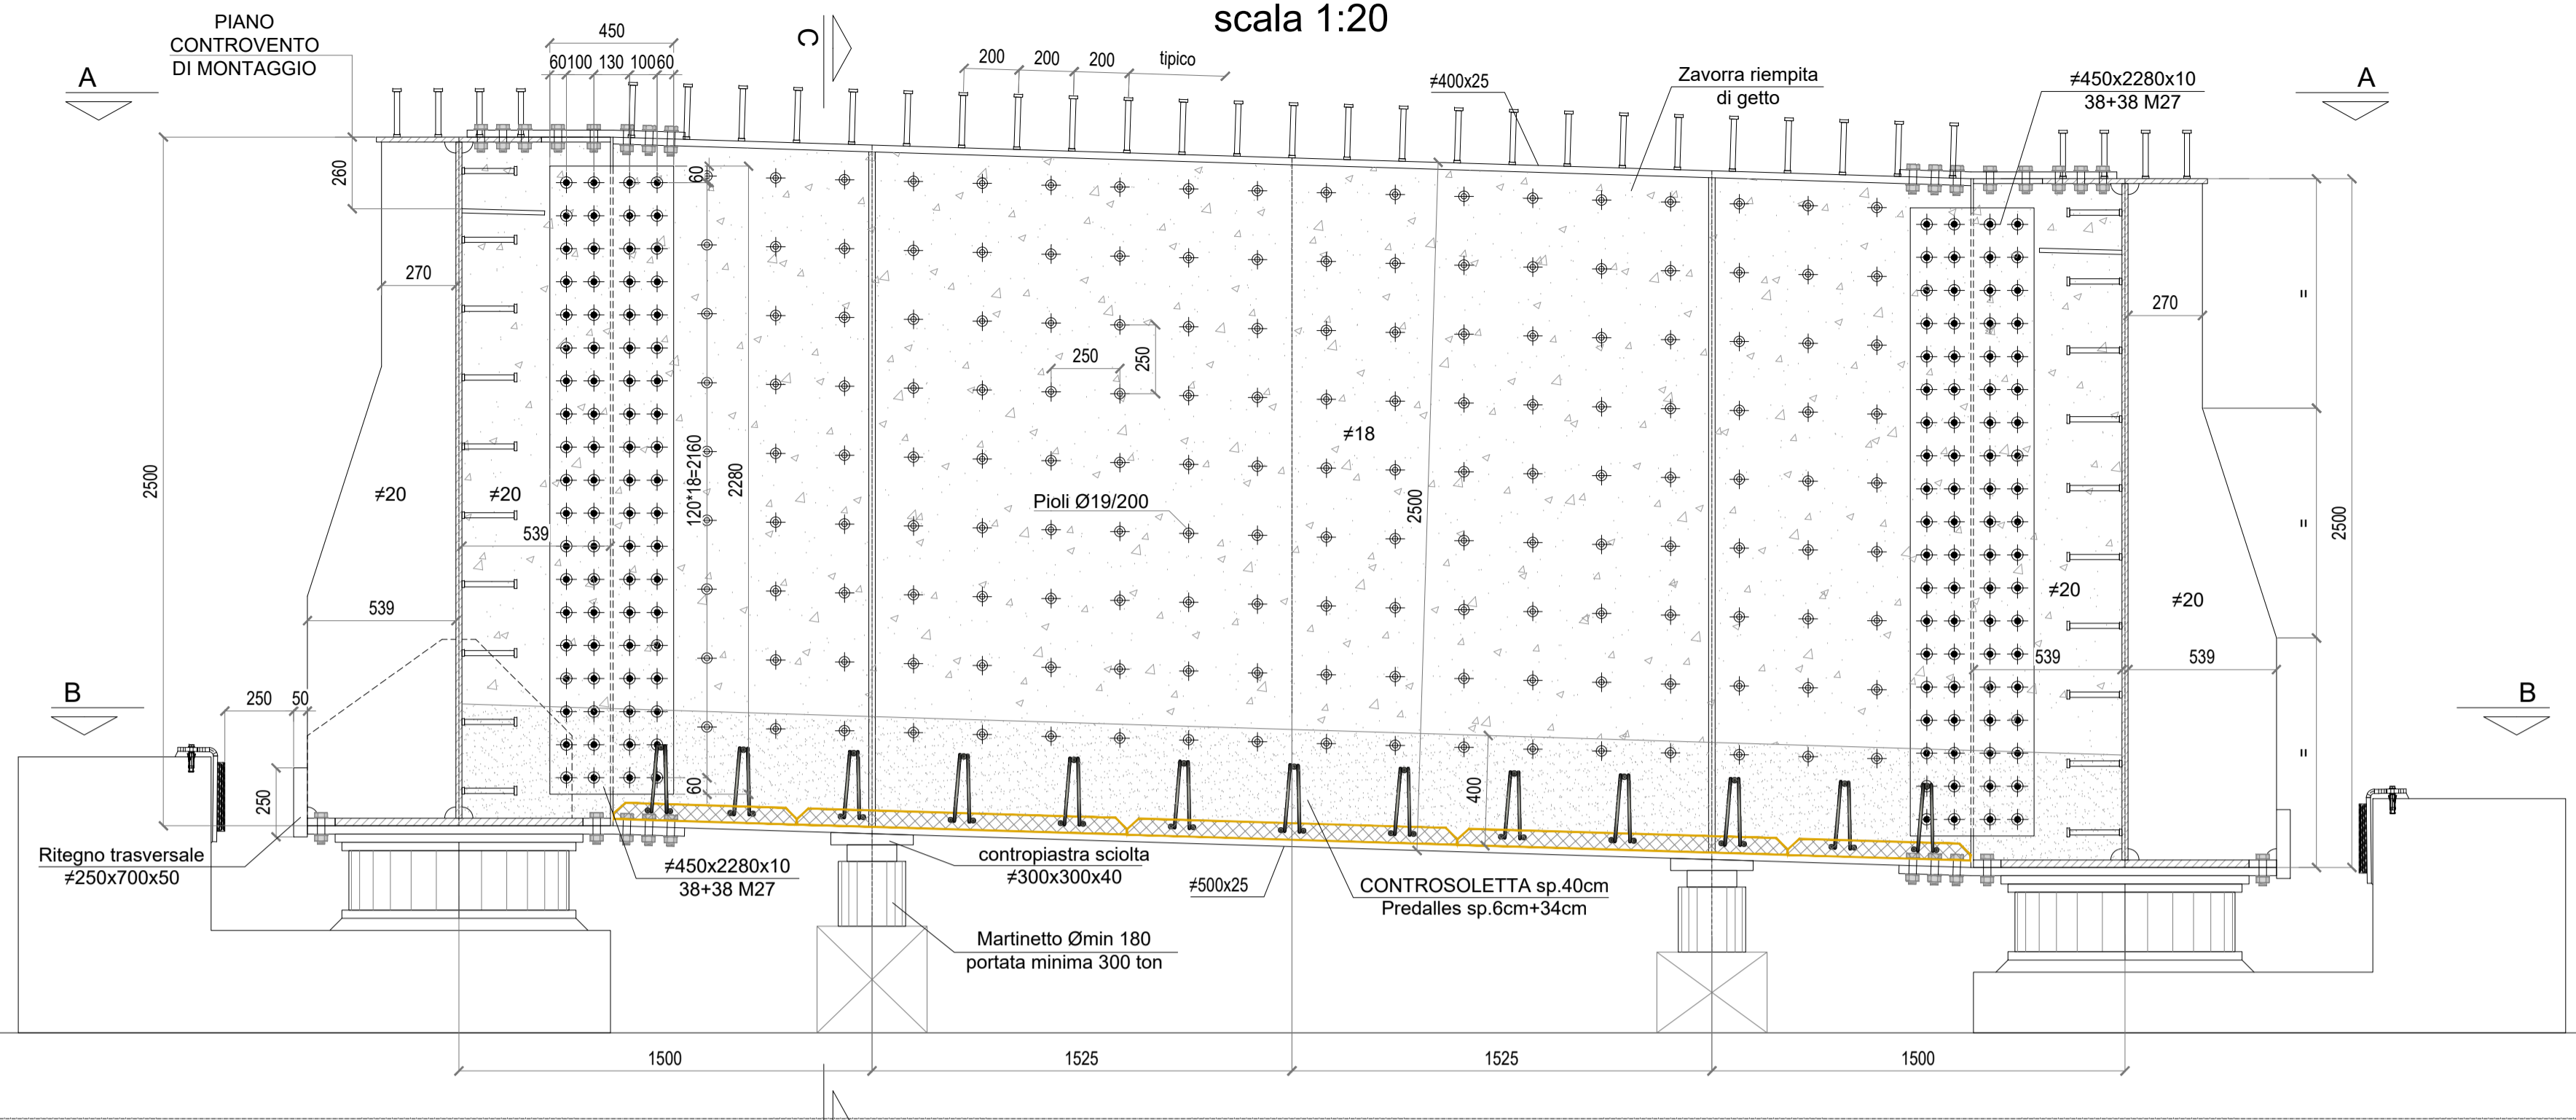 scala 1:20
PIANO
CONTROVENTO
DI MONTAGGIO
450
60 100 130 100 60
C
200 200 200 tipico
≠400x25
Zavorra riempita
di getto
≠450x2280x10
38+38 M27
A
A
260
60
270
270
=
250
250
≠18
2500
120*18=2160
2280
≠20
≠20
Pioli Ø19/200
2500
=
2500
539
≠20
≠20
539
539
539
B
B
250 50
=
250
60
400
Ritegno trasversale
≠250x700x50
≠450x2280x10
38+38 M27
contropiastra sciolta
≠300x300x40
≠500x25
CONTROSOLETTA sp.40cm
Predalles sp.6cm+34cm
Martinetto Ømin 180
portata minima 300 ton
1500
1525
1525
1500